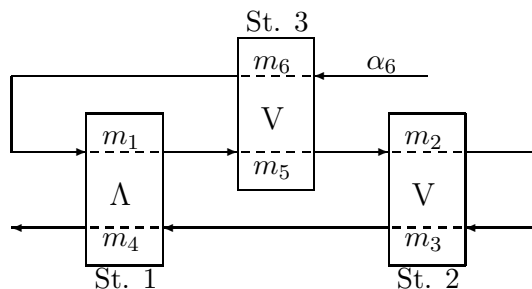 St. 3
m₆ α₆
V
m₁ m₅ m₂
Λ V
m₄ m₃
St. 1 St. 2